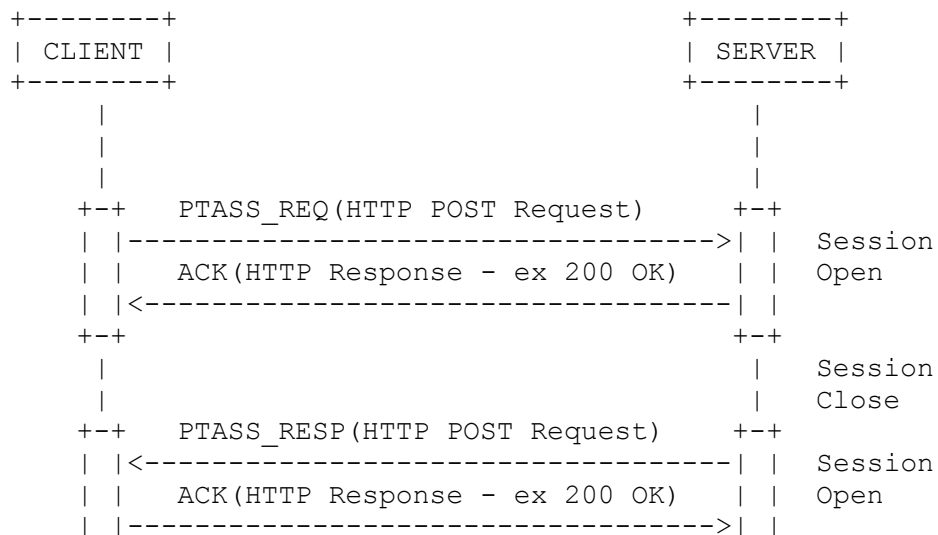 CLIENT SERVER
PTASS_REQ(HTTP POST Request)
Session
ACK(HTTP Response - ex 200 OK) Open
Session
Close
PTASS_RESP(HTTP POST Request)
Session
ACK(HTTP Response - ex 200 OK) Open